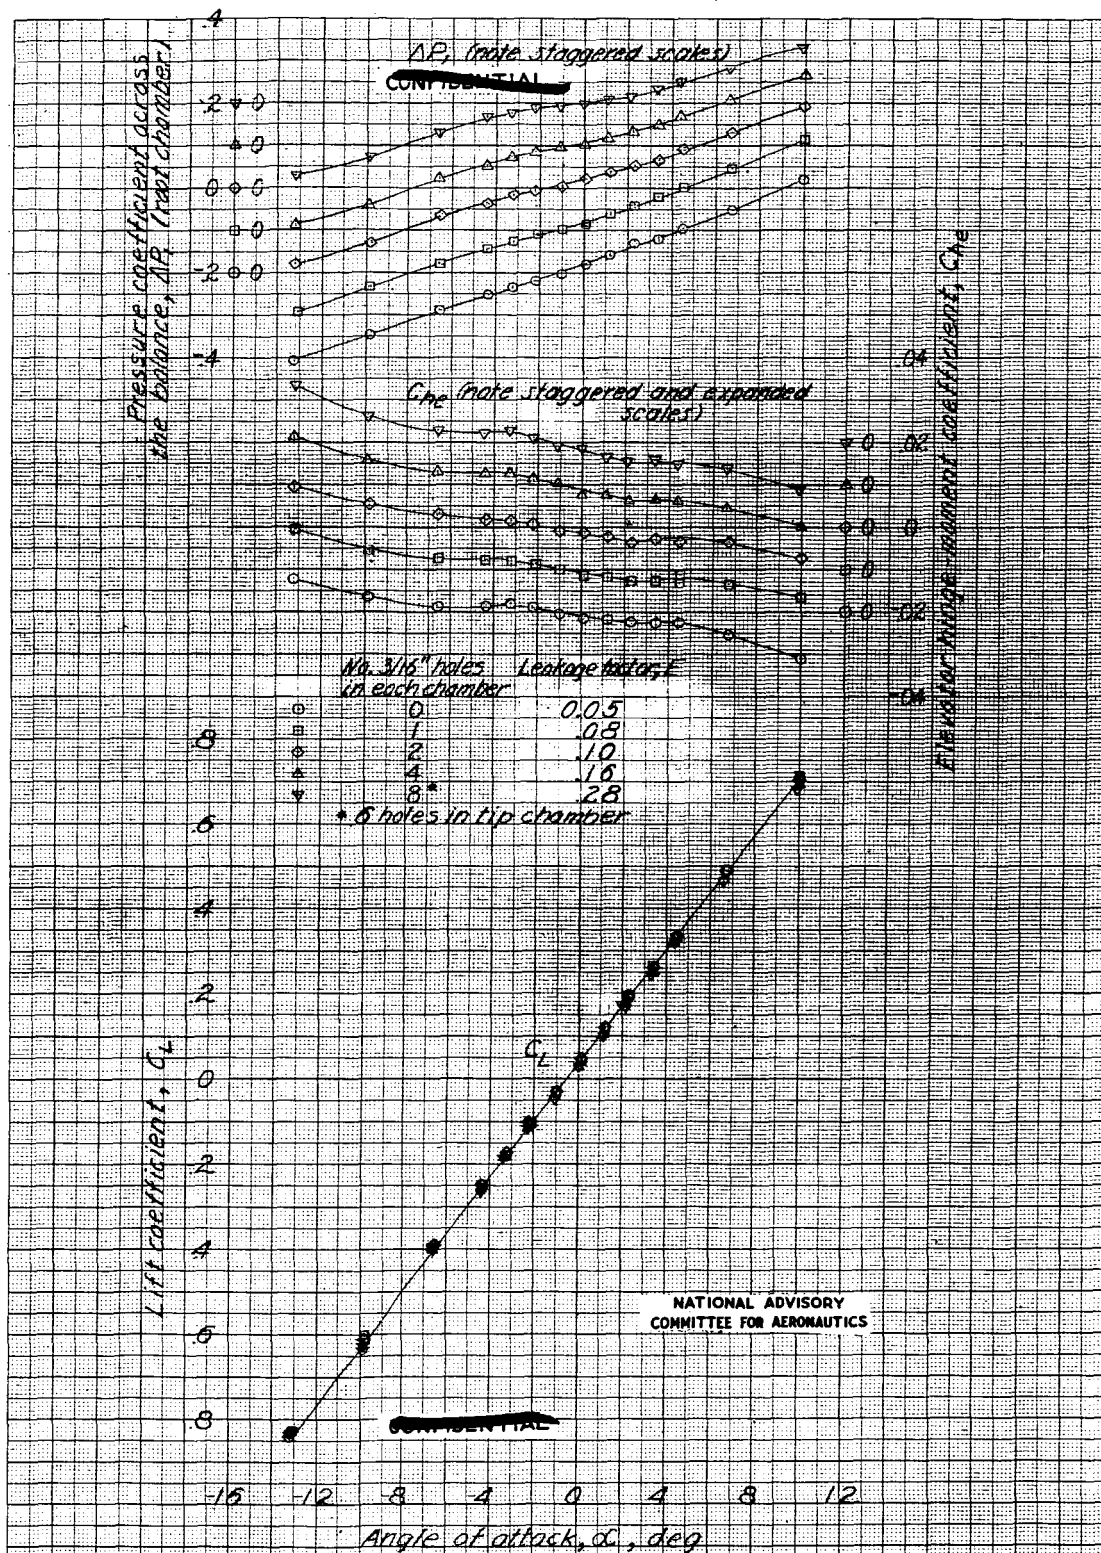 .4
ΔP, (note staggered scales)
CONFIDENTIAL
Pressure coefficient across
the balance, ΔP, (root chamber)
.2 0
0
0 0
0
-.2 0
-.4
Elevator hinge-moment coefficient, Che
.04
Che (note staggered and expanded
scales)
0 .02
0
0 0
0
0 -.02
-.04
No. 3/16" holes Leakage factor, E
in each chamber
0 0.05
1 .08
2 .10
4 .16
8* .28
* 6 holes in tip chamber
.8
.6
.4
.2
CL
0
Lift coefficient, CL
-.2
.4
.6
.8
NATIONAL ADVISORY
COMMITTEE FOR AERONAUTICS
CONFIDENTIAL
-16 -12 -8 -4 0 4 8 12
Angle of attack, α, deg